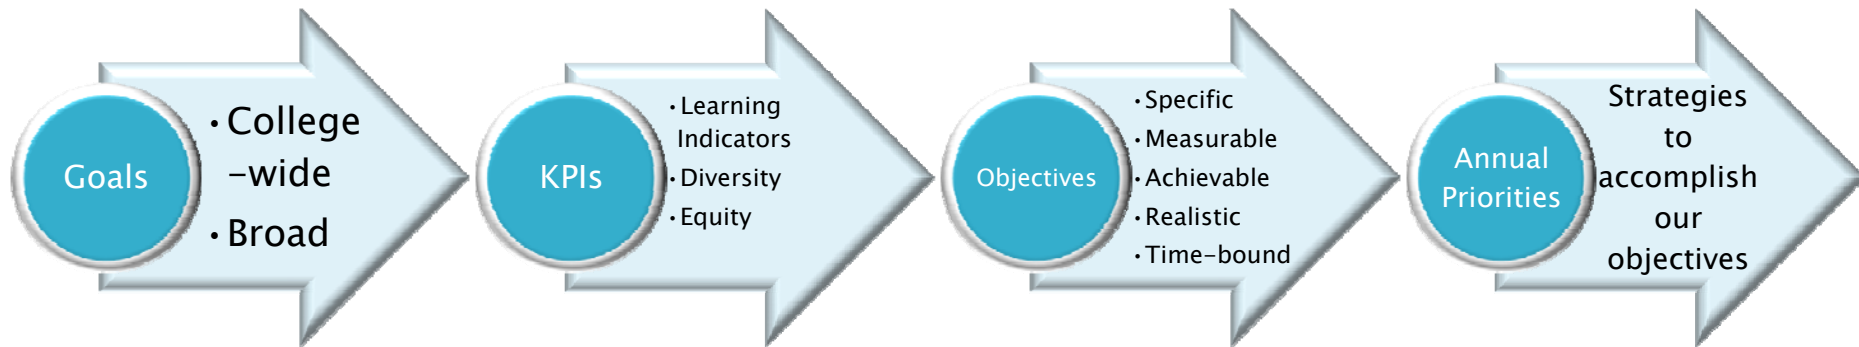 Goals
• College
-wide
• Broad
KPIs
• Learning
Indicators
• Diversity
• Equity
Objectives
• Specific
• Measurable
• Achievable
• Realistic
• Time-bound
Annual
Priorities
Strategies
to
accomplish
our
objectives